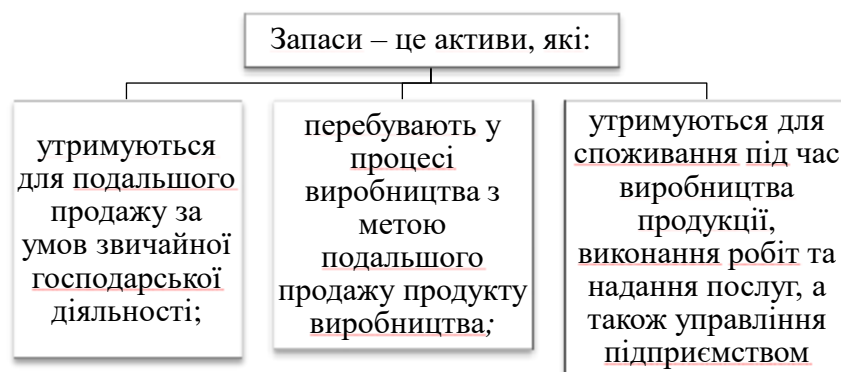 Запаси – це активи, які:
утримуються
для подальшого
продажу за
умов звичайної
господарської
діяльності;
перебувають у
процесі
виробництва з
метою
подальшого
продажу продукту
виробництва;
утримуються для
споживання під час
виробництва
продукції,
виконання робіт та
надання послуг, а
також управління
підприємством